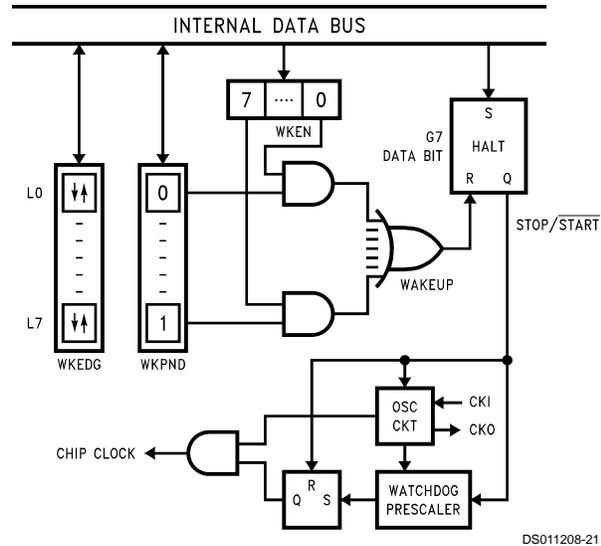 INTERNAL DATA BUS
7 .... 0
WKEN
S
G7
DATA BIT
HALT
R Q
L0
0
STOP/START
WAKEUP
L7
1
WKEDG
WKPND
OSC
CKT
CKI
CKO
CHIP CLOCK
R
Q S
WATCHDOG
PRESCALER
DS011208-21